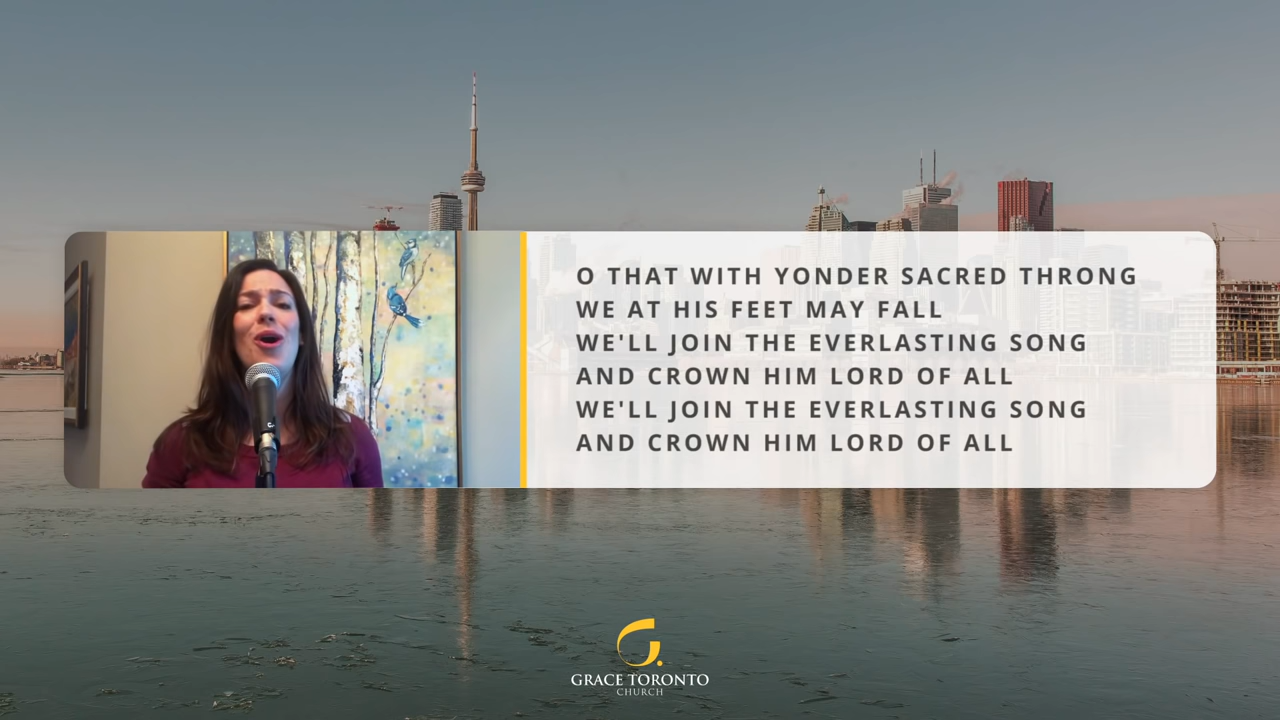 O THAT WITH YONDER SACRED THRONG
WE AT HIS FEET MAY FALL
WE'LL JOIN THE EVERLASTING SONG
AND CROWN HIM LORD OF ALL
WE'LL JOIN THE EVERLASTING SONG
AND CROWN HIM LORD OF ALL
GRACE TORONTO
CHURCH